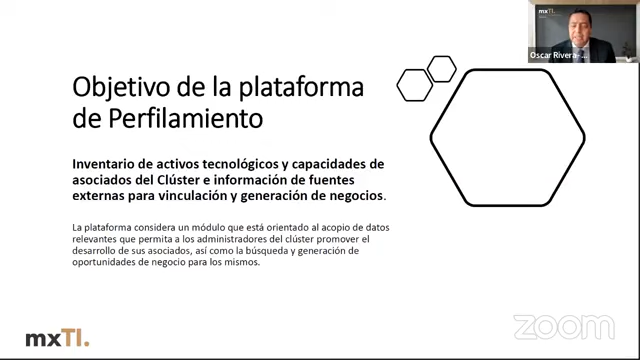 mxTI.
Oscar Rivera-...
Objetivo de la plataforma
de Perfilamiento
Inventario de activos tecnológicos y capacidades de
asociados del Clúster e información de fuentes
externas para vinculación y generación de negocios.
La plataforma considera un módulo que está orientado al acopio de datos
relevantes que permita a los administradores del clúster promover el
desarrollo de sus asociados, así como la búsqueda y generación de
oportunidades de negocio para los mismos.
mxTI.
zoom